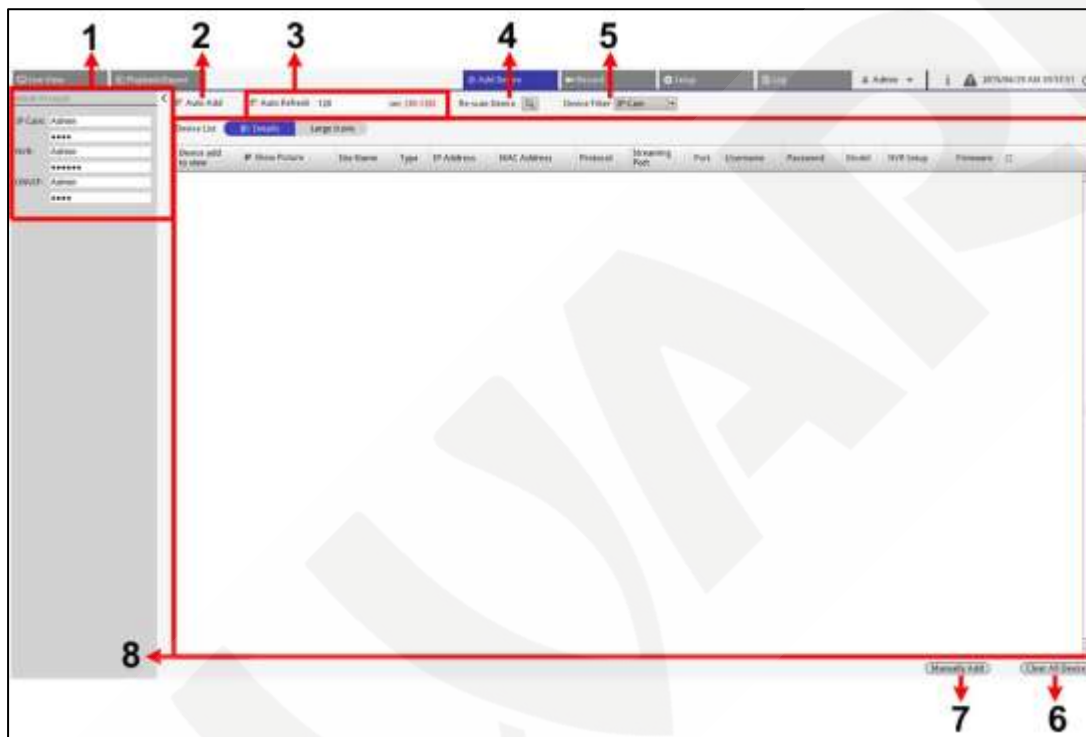 1 2 3 4 5
Live View Playback/Export Add Device Record Setup Log Admin
Auto Add Auto Refresh 120 Re-scan Device Device Filter IP Cam
IP Cam: Admin
****
NVR: Admin
******
ONVIF: Admin
****
Device List Details Large Icons
Device add to view Show Picture Site Name Type IP Address MAC Address Protocol Streaming Port Port Username Password Model NVR Setup Firmware
8
Manually Add Clear All Device
7 6